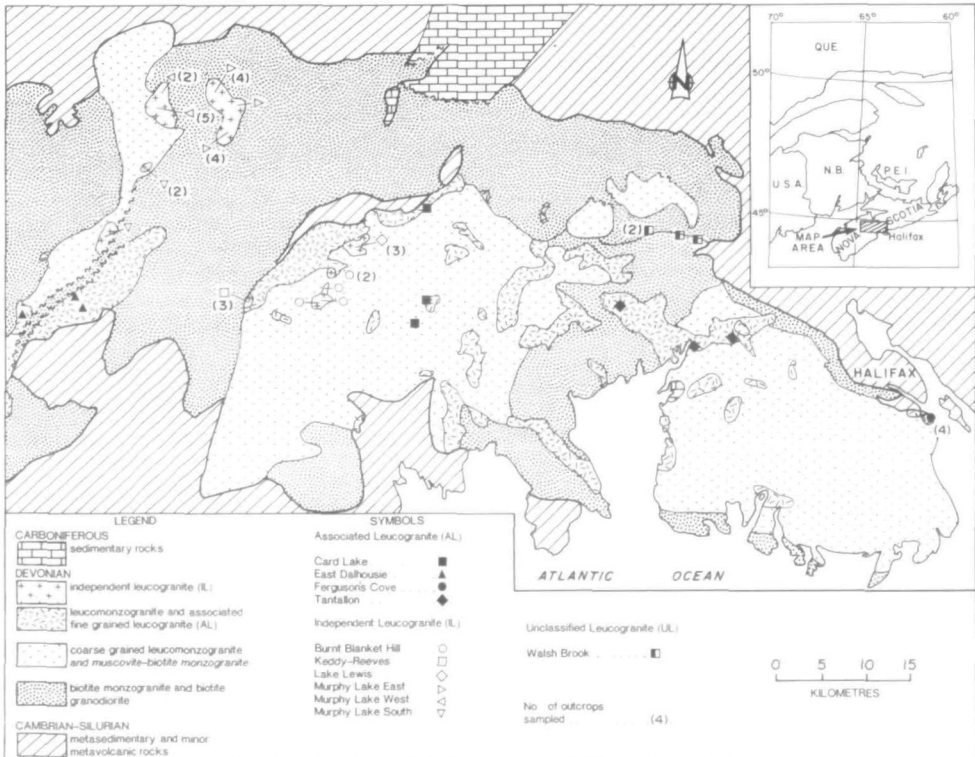 70°
65°
60°
QUE
50°
N.B.
P.E.I.
U.S.A.
45°
MAP
AREA
NOVA
SCOTIA
Halifax
N
(2)
(4)
(5)
(4)
(2)
(2)
(3)
(2)
(3)
HALIFAX
(4)
ATLANTIC OCEAN
LEGEND
CARBONIFEROUS
sedimentary rocks
DEVONIAN
independent leucogranite (IL)
leucomonzogranite and associated
fine grained leucogranite (AL)
coarse grained leucomonzogranite
and muscovite-biotite monzogranite
biotite monzogranite and biotite
granodiorite
CAMBRIAN-SILURIAN
metasedimentary and minor
metavolcanic rocks
SYMBOLS
Associated Leucogranite (AL)
Card Lake
East Dalhousie
Ferguson's Cove
Tantallon
Independent Leucogranite (IL)
Burnt Blanket Hill
Keddy-Reeves
Lake Lewis
Murphy Lake East
Murphy Lake West
Murphy Lake South
Unclassified Leucogranite (UL)
Walsh Brook
No of outcrops
sampled (4)
0 5 10 15
KILOMETRES